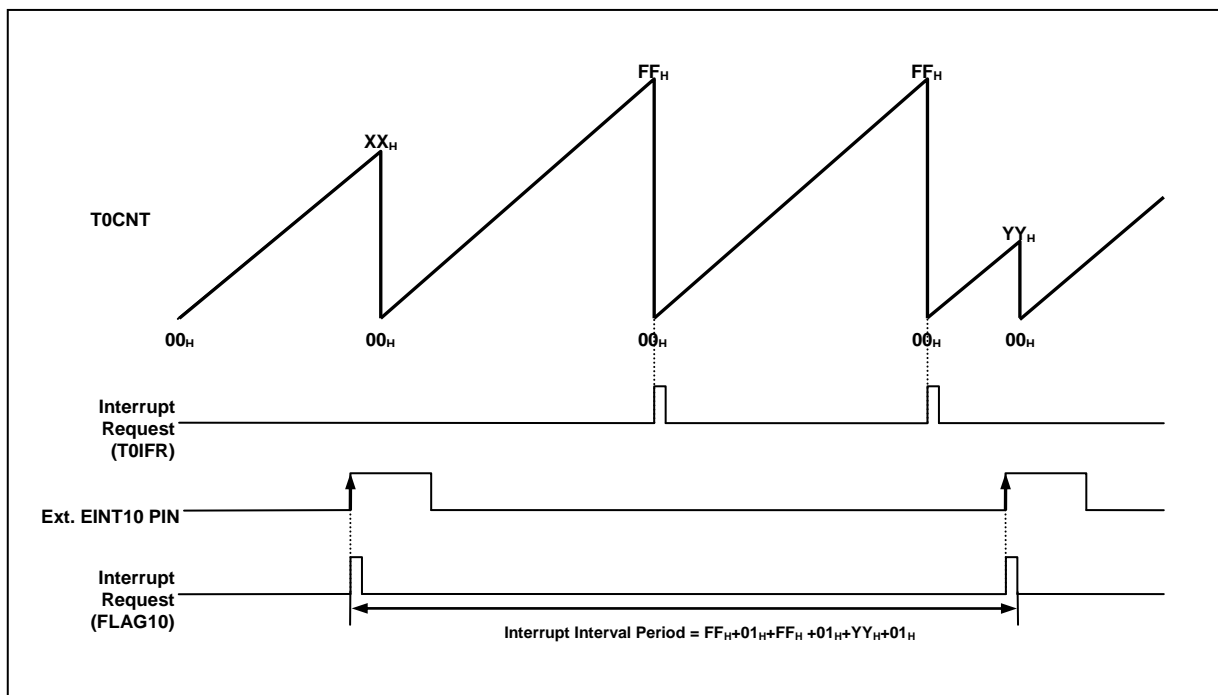 FFH
FFH
XXH
T0CNT
YYH
00H
00H
00H
00H
00H
Interrupt
Request
(T0IFR)
Ext. EINT10 PIN
Interrupt
Request
(FLAG10)
Interrupt Interval Period = FFH+01H+FFH +01H+YYH+01H